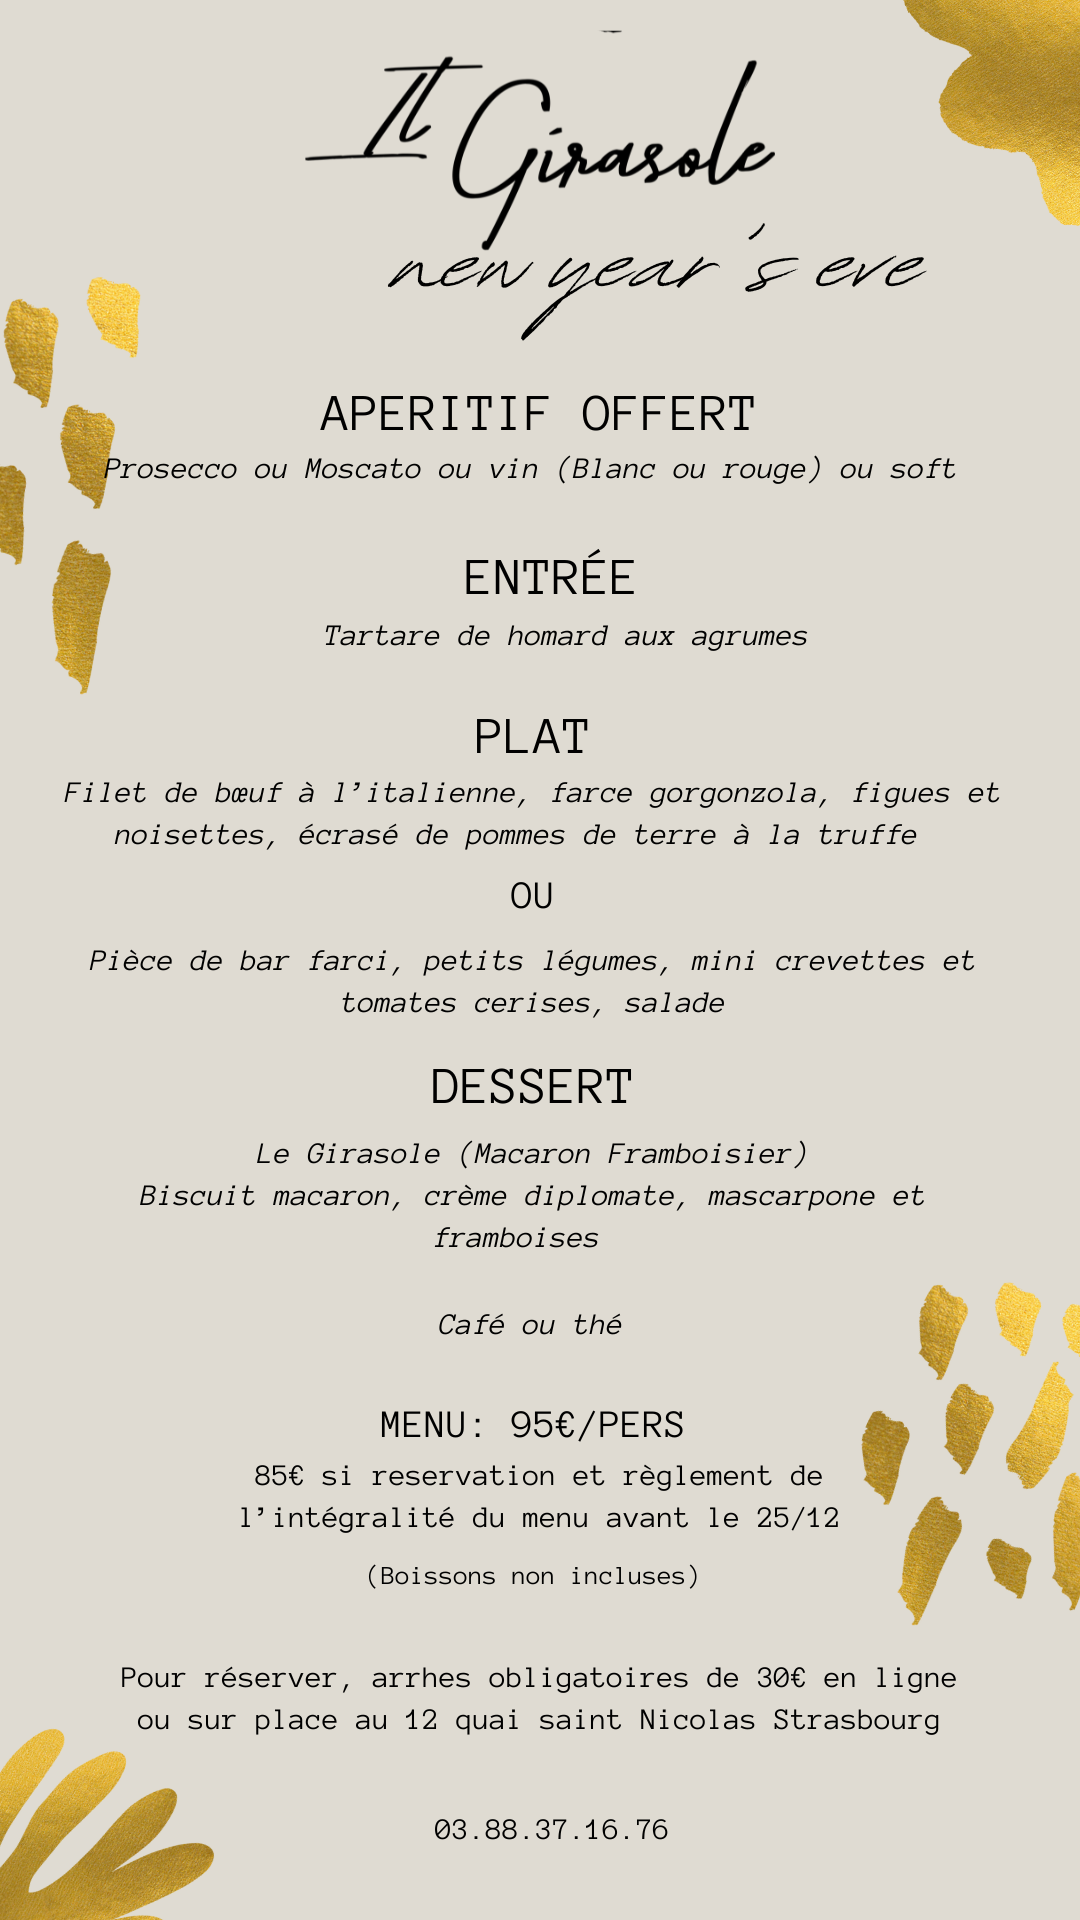 Il Girasole
new year's eve
APERITIF OFFERT
Prosecco ou Moscato ou vin (Blanc ou rouge) ou soft
ENTRÉE
Tartare de homard aux agrumes
PLAT
Filet de bœuf à l’italienne, farce gorgonzola, figues et
noisettes, écrasé de pommes de terre à la truffe
OU
Pièce de bar farci, petits légumes, mini crevettes et
tomates cerises, salade
DESSERT
Le Girasole (Macaron Framboisier)
Biscuit macaron, crème diplomate, mascarpone et
framboises
Café ou thé
MENU: 95€/PERS
85€ si reservation et règlement de
l’intégralité du menu avant le 25/12
(Boissons non incluses)
Pour réserver, arrhes obligatoires de 30€ en ligne
ou sur place au 12 quai saint Nicolas Strasbourg
03.88.37.16.76